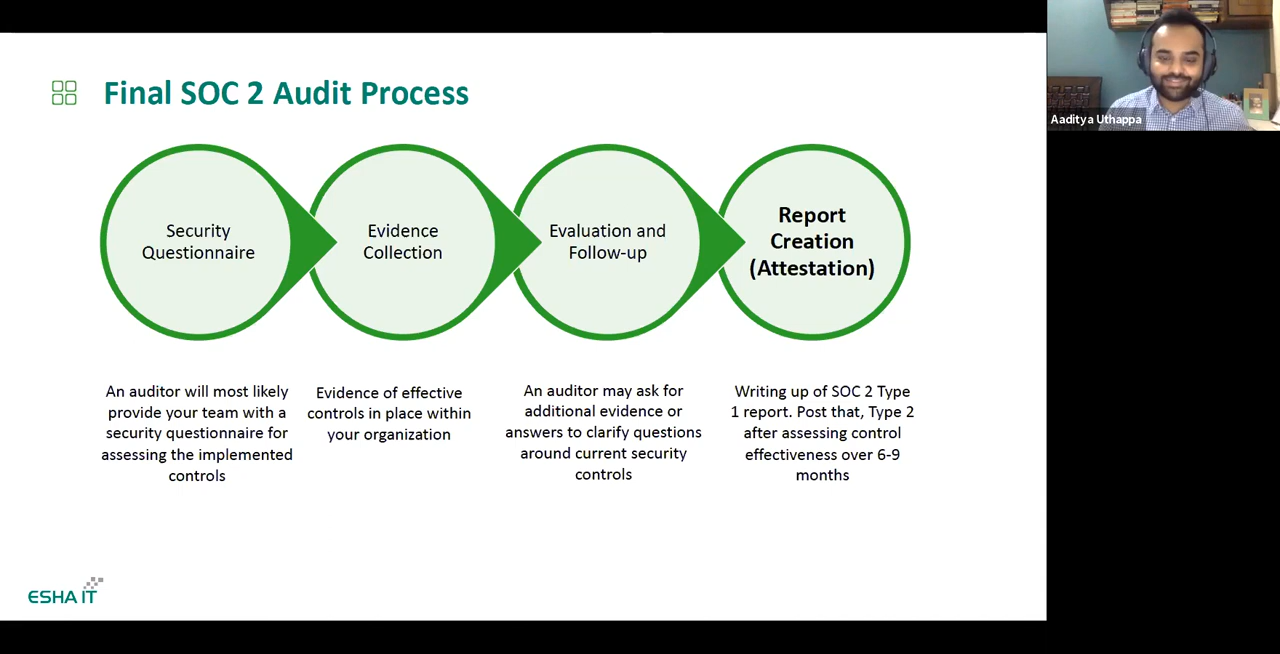 Final SOC 2 Audit Process
Security
Questionnaire
Evidence
Collection
Evaluation and
Follow-up
Report
Creation
(Attestation)
An auditor will most likely
provide your team with a
security questionnaire for
assessing the implemented
controls
Evidence of effective
controls in place within
your organization
An auditor may ask for
additional evidence or
answers to clarify questions
around current security
controls
Writing up of SOC 2 Type
1 report. Post that, Type 2
after assessing control
effectiveness over 6-9
months
ESHA IT
Aaditya Uthappa